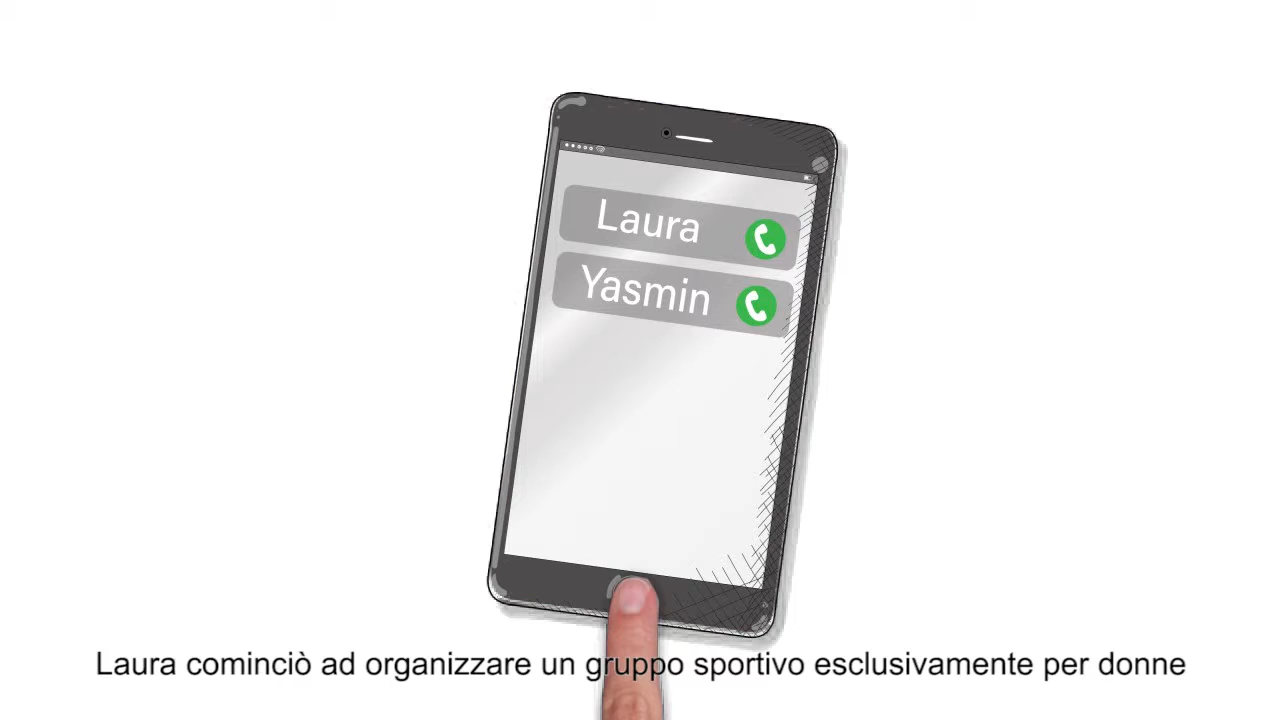 Laura
Yasmin
Laura cominciò ad organizzare un gruppo sportivo esclusivamente per donne